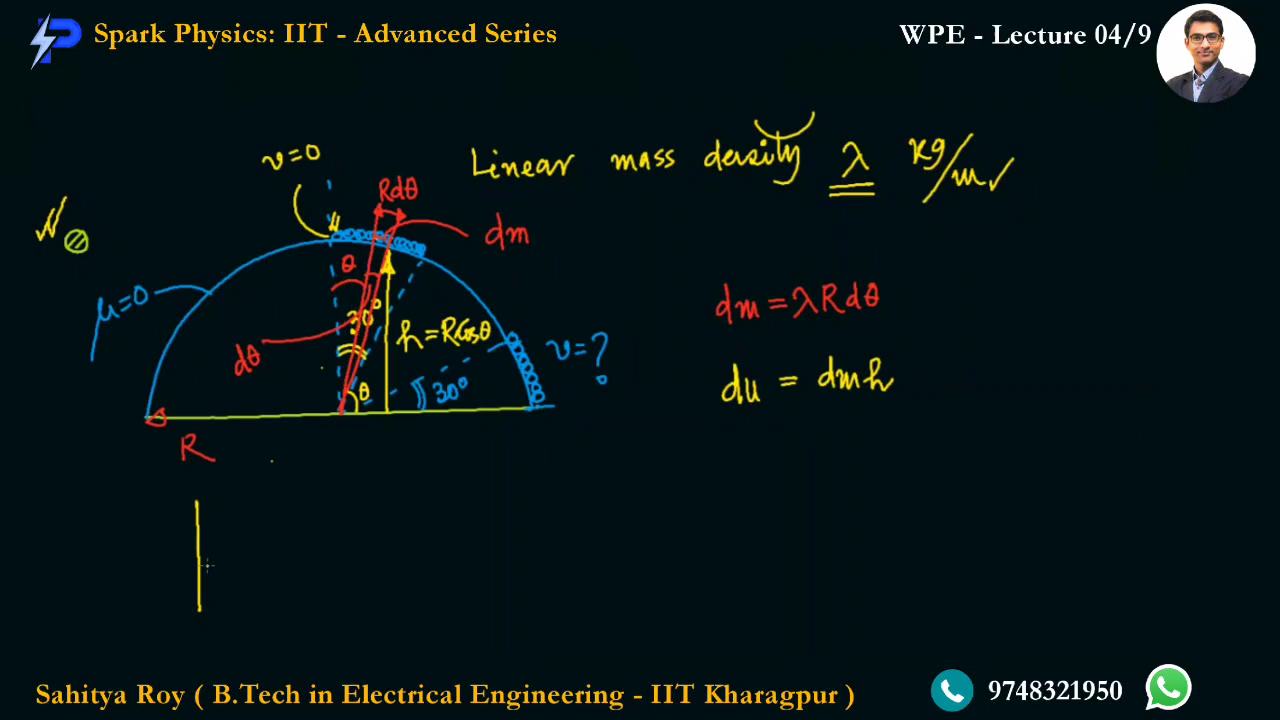 Spark Physics: IIT - Advanced Series
WPE - Lecture 04/9
Linear mass density λ kg/m ✓
v=0
Rdθ
dm
θ
μ=0
30°
dθ
h=Rcosθ
θ
30°
v=?
R
dm = λRdθ
du = dmh
Sahitya Roy ( B.Tech in Electrical Engineering - IIT Kharagpur )
9748321950